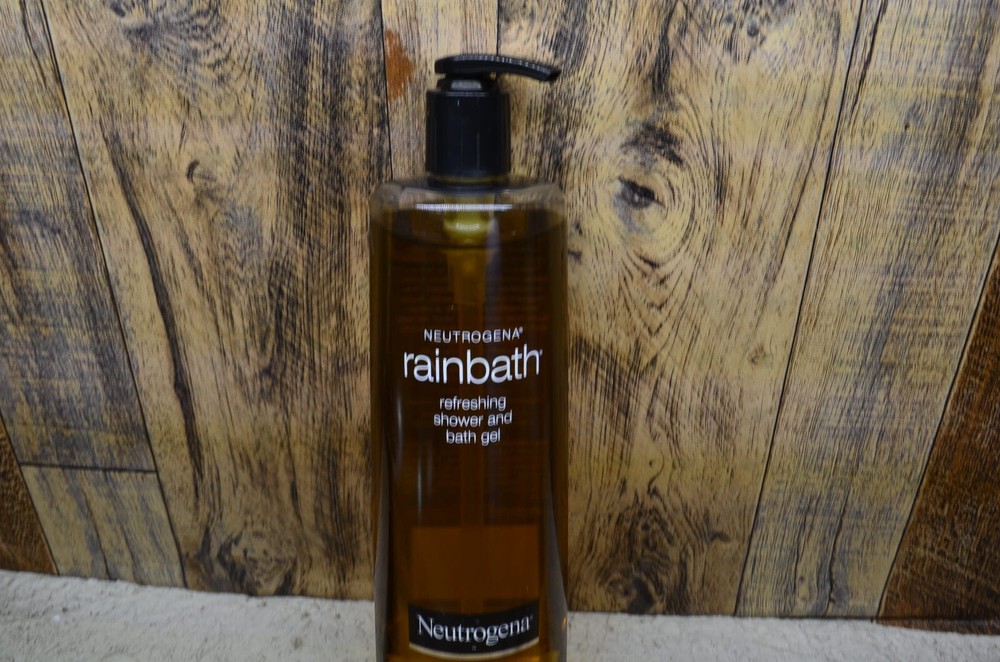 NEUTROGENA®
rainbath®
refreshing
shower and
bath gel
Neutrogena®